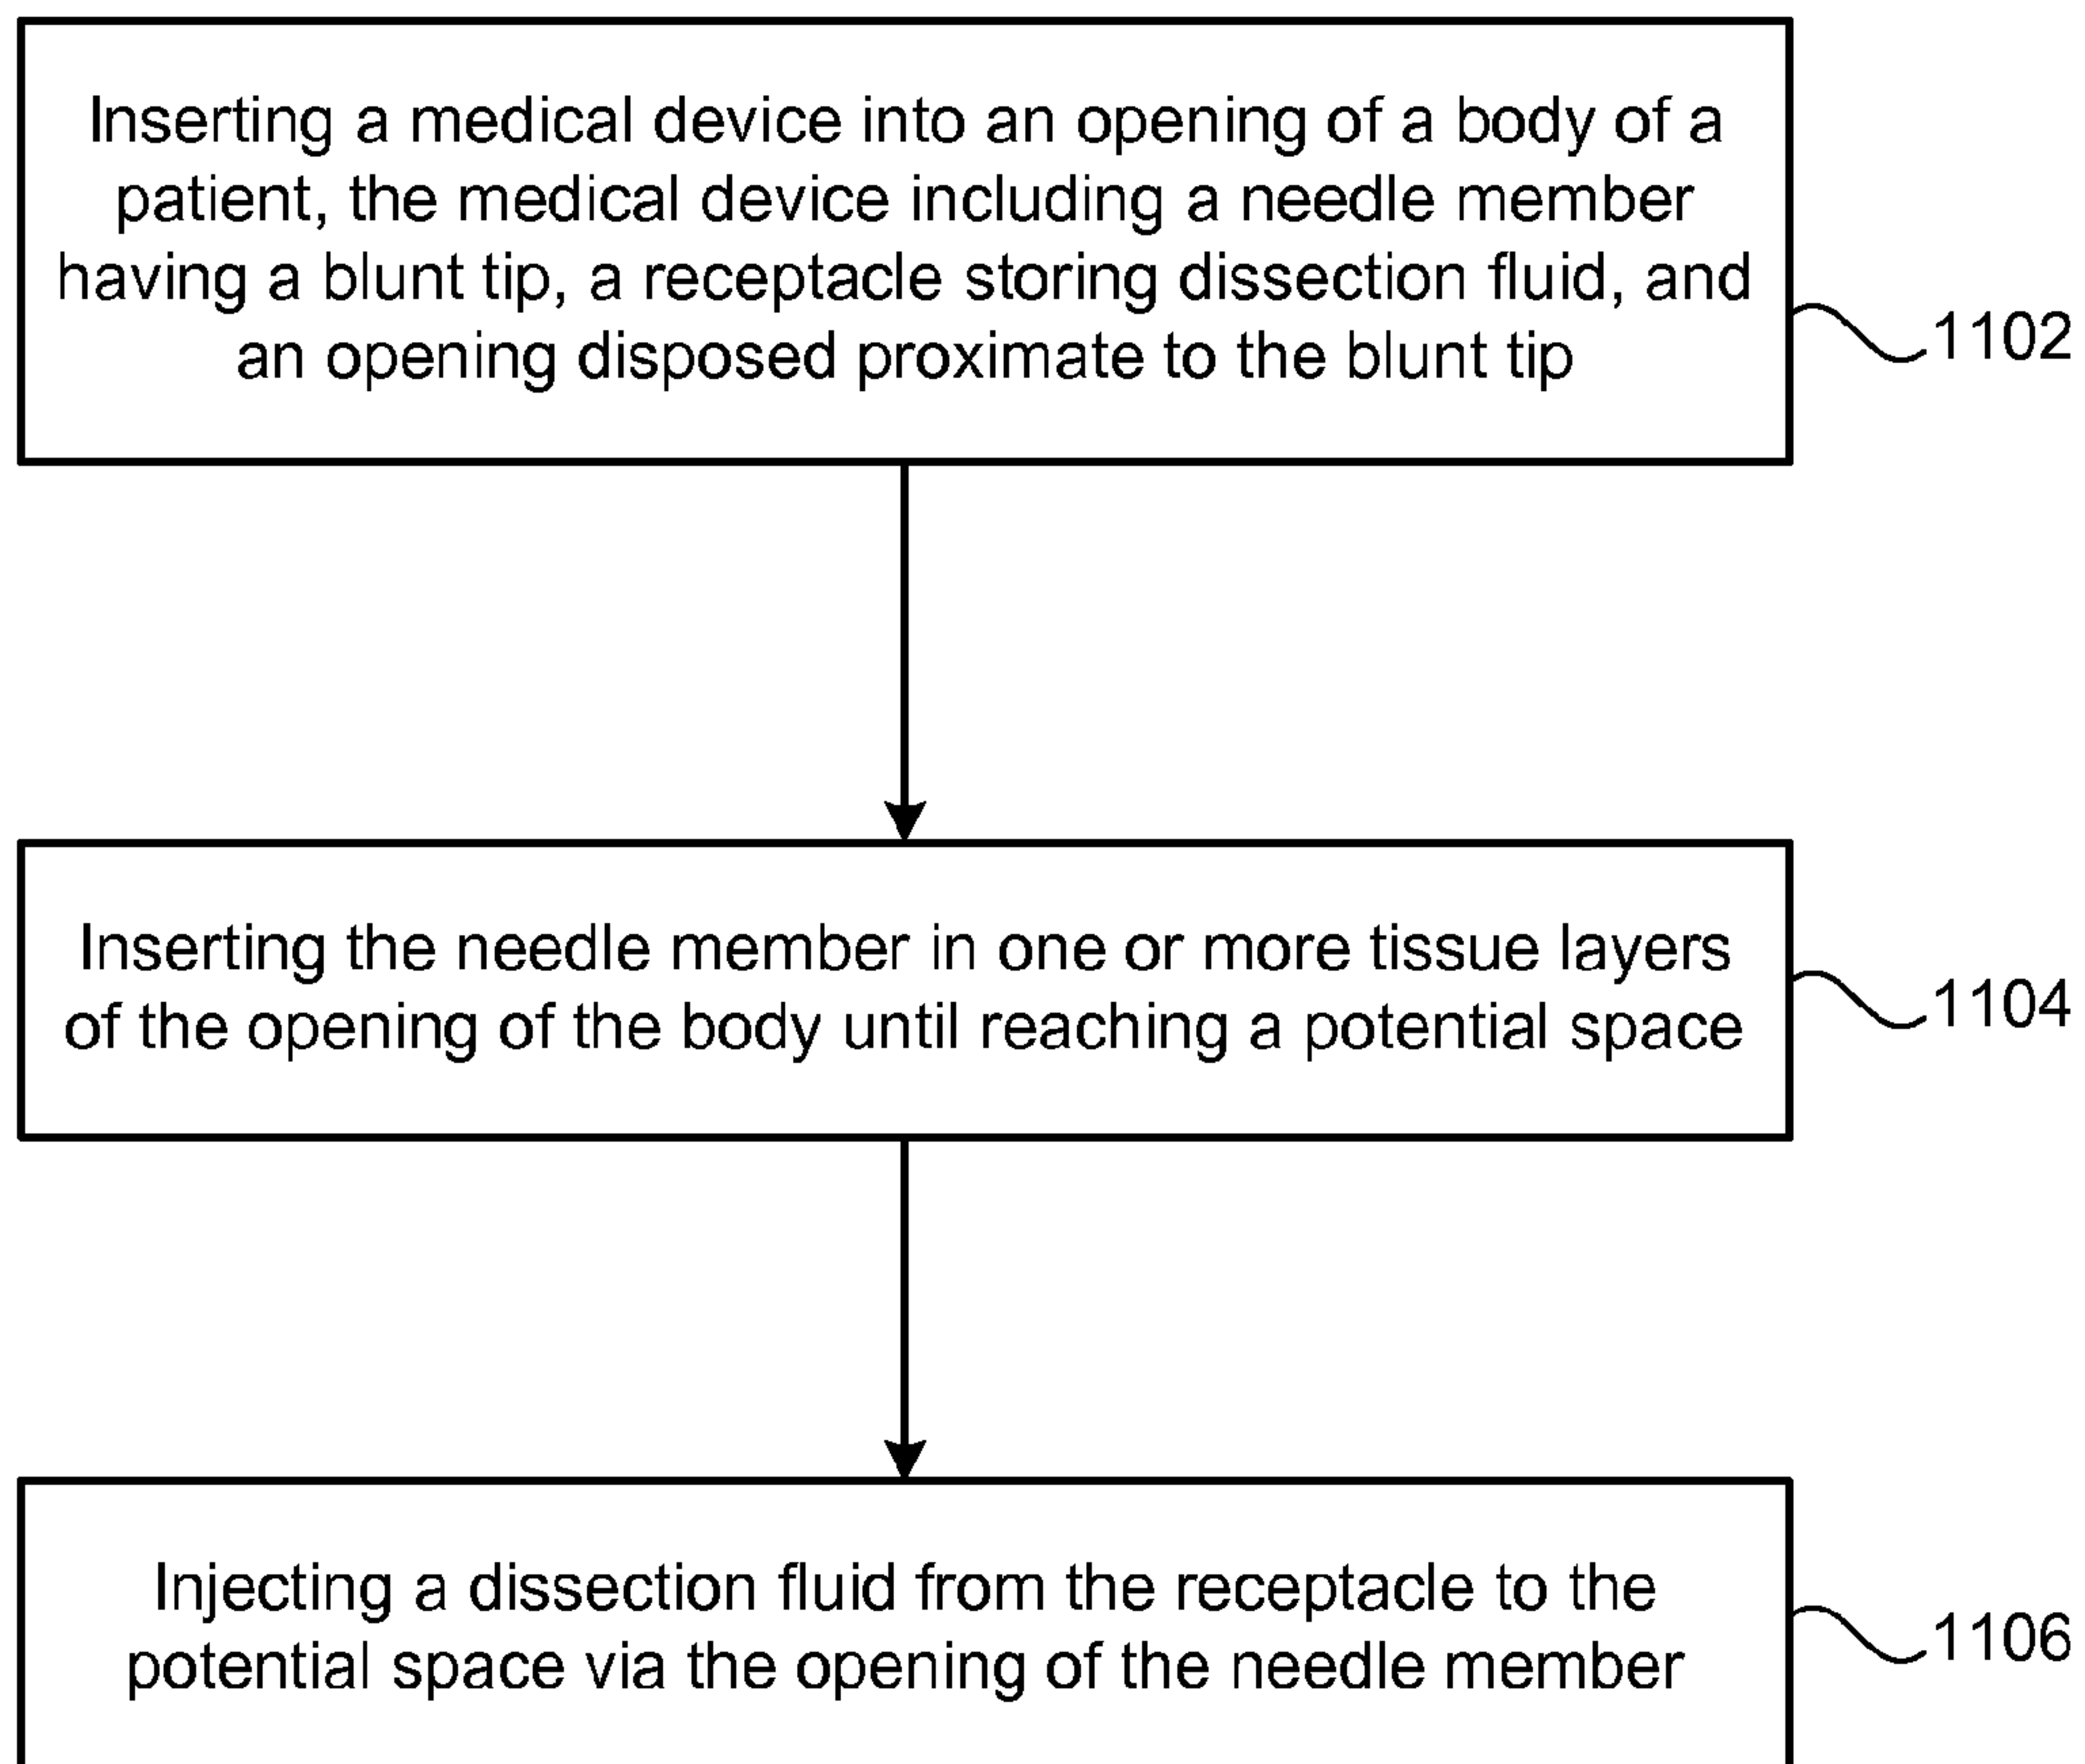 Inserting a medical device into an opening of a body of a
patient, the medical device including a needle member
having a blunt tip, a receptacle storing dissection fluid, and
an opening disposed proximate to the blunt tip
1102
Inserting the needle member in one or more tissue layers
of the opening of the body until reaching a potential space
1104
Injecting a dissection fluid from the receptacle to the
potential space via the opening of the needle member
1106